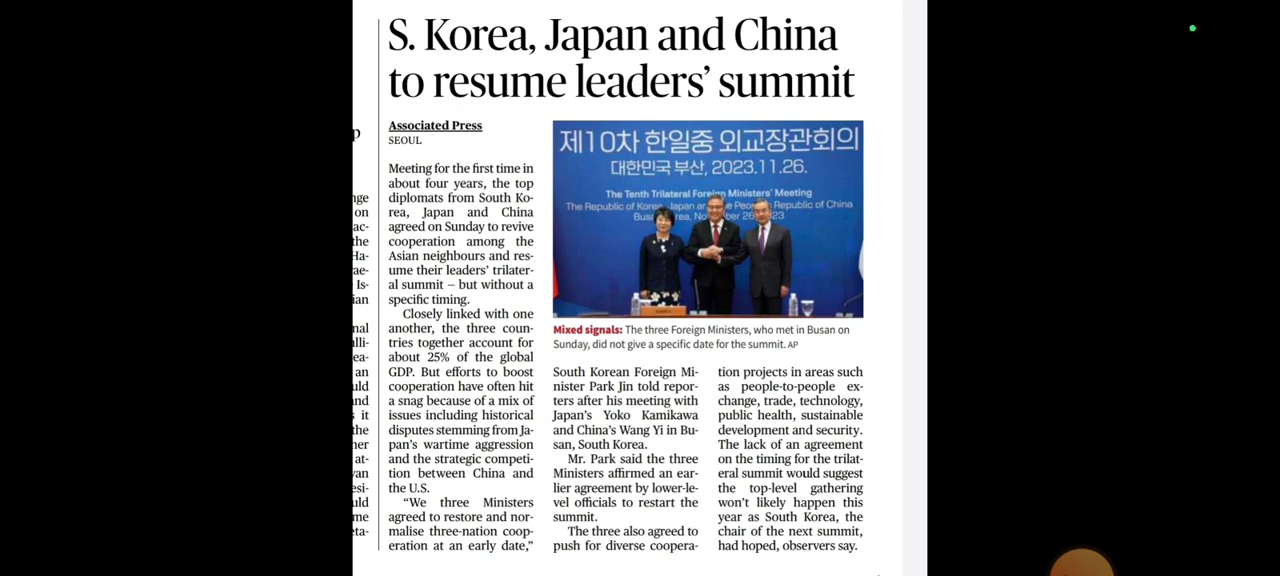 S. Korea, Japan and China
to resume leaders’ summit
Associated Press
SEOUL
Meeting for the first time in
about four years, the top
diplomats from South Ko-
rea, Japan and China
agreed on Sunday to revive
cooperation among the
Asian neighbours and res-
ume their leaders’ trilater-
al summit — but without a
specific timing.
Closely linked with one
another, the three coun-
tries together account for
about 25% of the global
GDP. But efforts to boost
cooperation have often hit
a snag because of a mix of
issues including historical
disputes stemming from Ja-
pan’s wartime aggression
and the strategic competi-
tion between China and
the U.S.
“We three Ministers
agreed to restore and nor-
malise three-nation coop-
eration at an early date,”
제10차 한일중 외교장관회의
대한민국 부산, 2023.11.26.
The Tenth Trilateral Foreign Ministers’ Meeting
The Republic of Korea, Japan and the People's Republic of China
Mixed signals: The three Foreign Ministers, who met in Busan on
Sunday, did not give a specific date for the summit. AP
South Korean Foreign Mi-
nister Park Jin told repor-
ters after his meeting with
Japan’s Yoko Kamikawa
and China’s Wang Yi in Bu-
san, South Korea.
Mr. Park said the three
Ministers affirmed an ear-
lier agreement by lower-le-
vel officials to restart the
summit.
The three also agreed to
push for diverse coopera-
tion projects in areas such
as people-to-people ex-
change, trade, technology,
public health, sustainable
development and security.
The lack of an agreement
on the timing for the trilat-
eral summit would suggest
the top-level gathering
won’t likely happen this
year as South Korea, the
chair of the next summit,
had hoped, observers say.